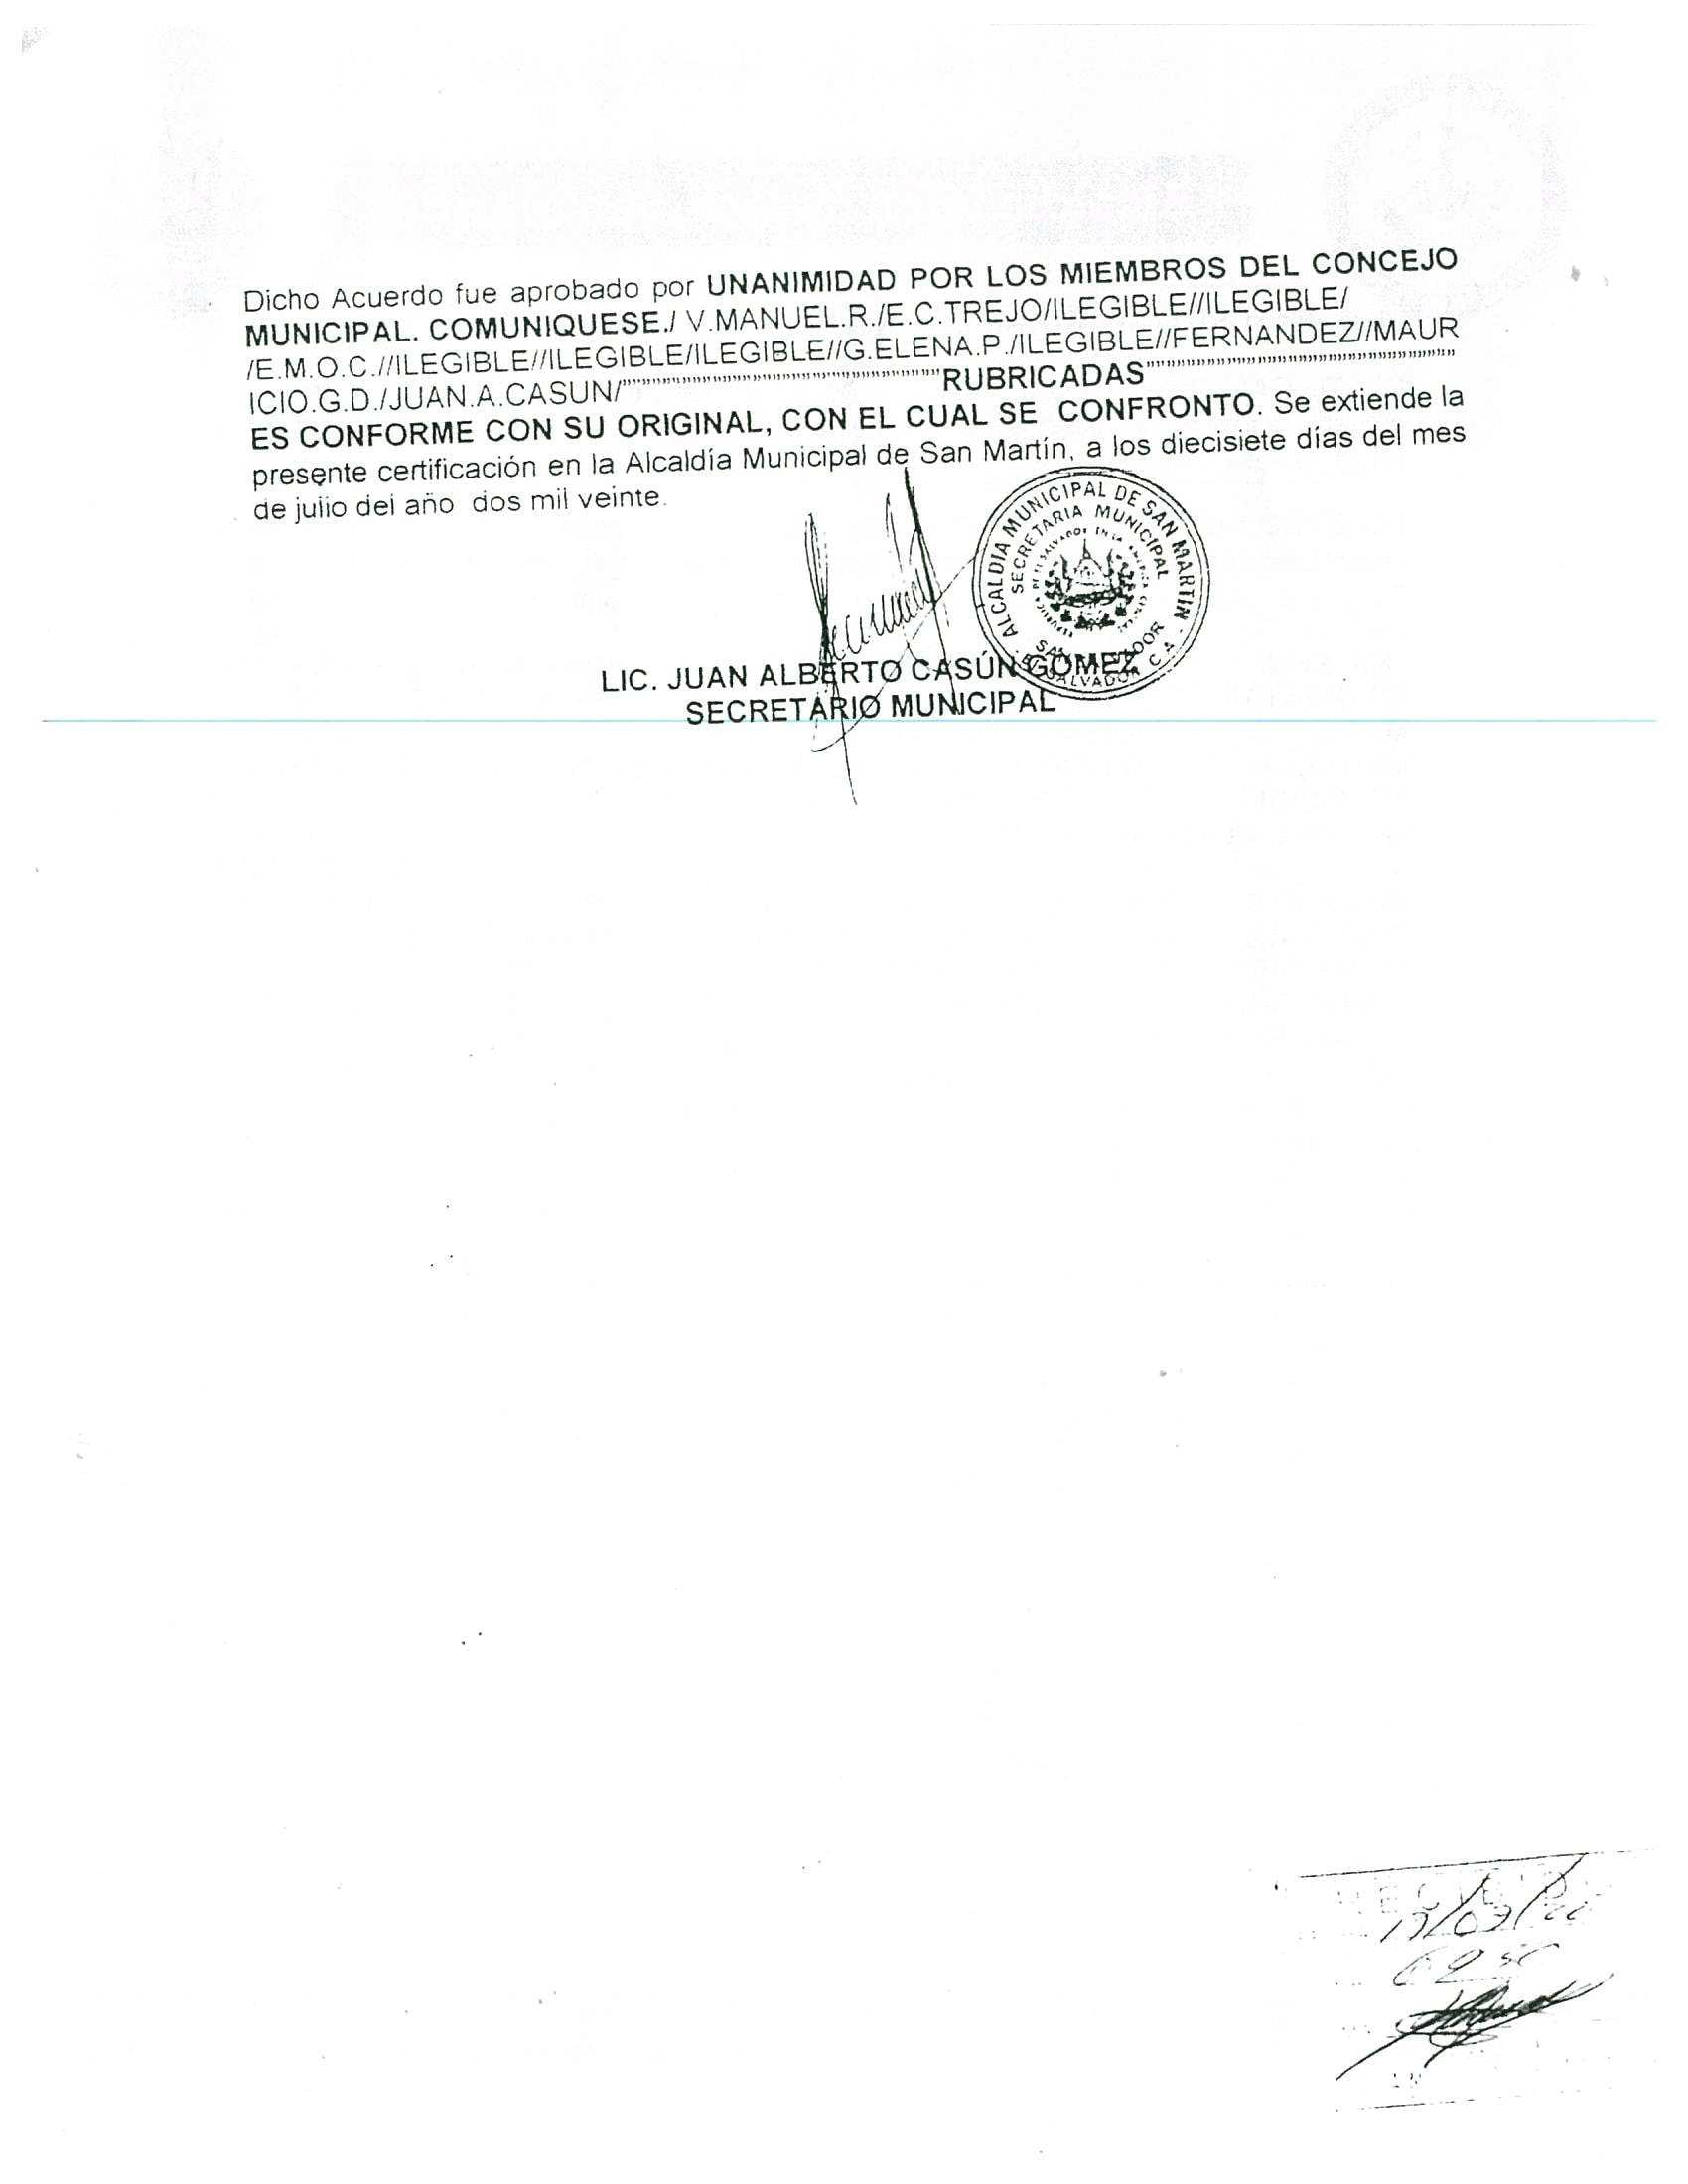 Dicho Acuerdo fue aprobado por UNANIMIDAD POR LOS MIEMBROS DEL CONCEJO
MUNICIPAL. COMUNIQUESE./ V.MANUEL.R./E.C.TREJO/ILEGIBLE//ILEGIBLE/
/E.M.O.C.//ILEGIBLE//ILEGIBLE/ILEGIBLE//G.ELENA.P./ILEGIBLE//FERNANDEZ//MAUR
ICIO.G.D./JUAN.A.CASUN/""""""""""""""""""""""""""""""""RUBRICADAS""""""""""""""""""""""""""""""""
ES CONFORME CON SU ORIGINAL, CON EL CUAL SE CONFRONTO. Se extiende la
presente certificación en la Alcaldía Municipal de San Martín, a los diecisiete días del mes
de julio del año dos mil veinte.
ALCALDIA MUNICIPAL DE SAN MARTIN
SECRETARIA MUNICIPAL
SAN SALVADOR
EL SALVADOR C.A.
LIC. JUAN ALBERTO CASÚN GOMEZ
SECRETARIO MUNICIPAL